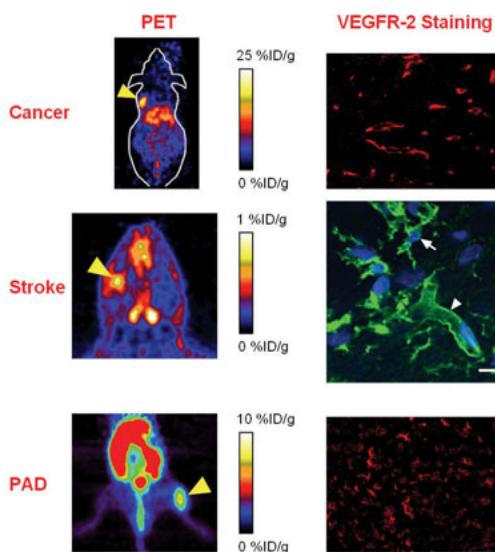 PET
VEGFR-2 Staining
25 %ID/g
Cancer
0 %ID/g
1 %ID/g
Stroke
0 %ID/g
10 %ID/g
PAD
0 %ID/g